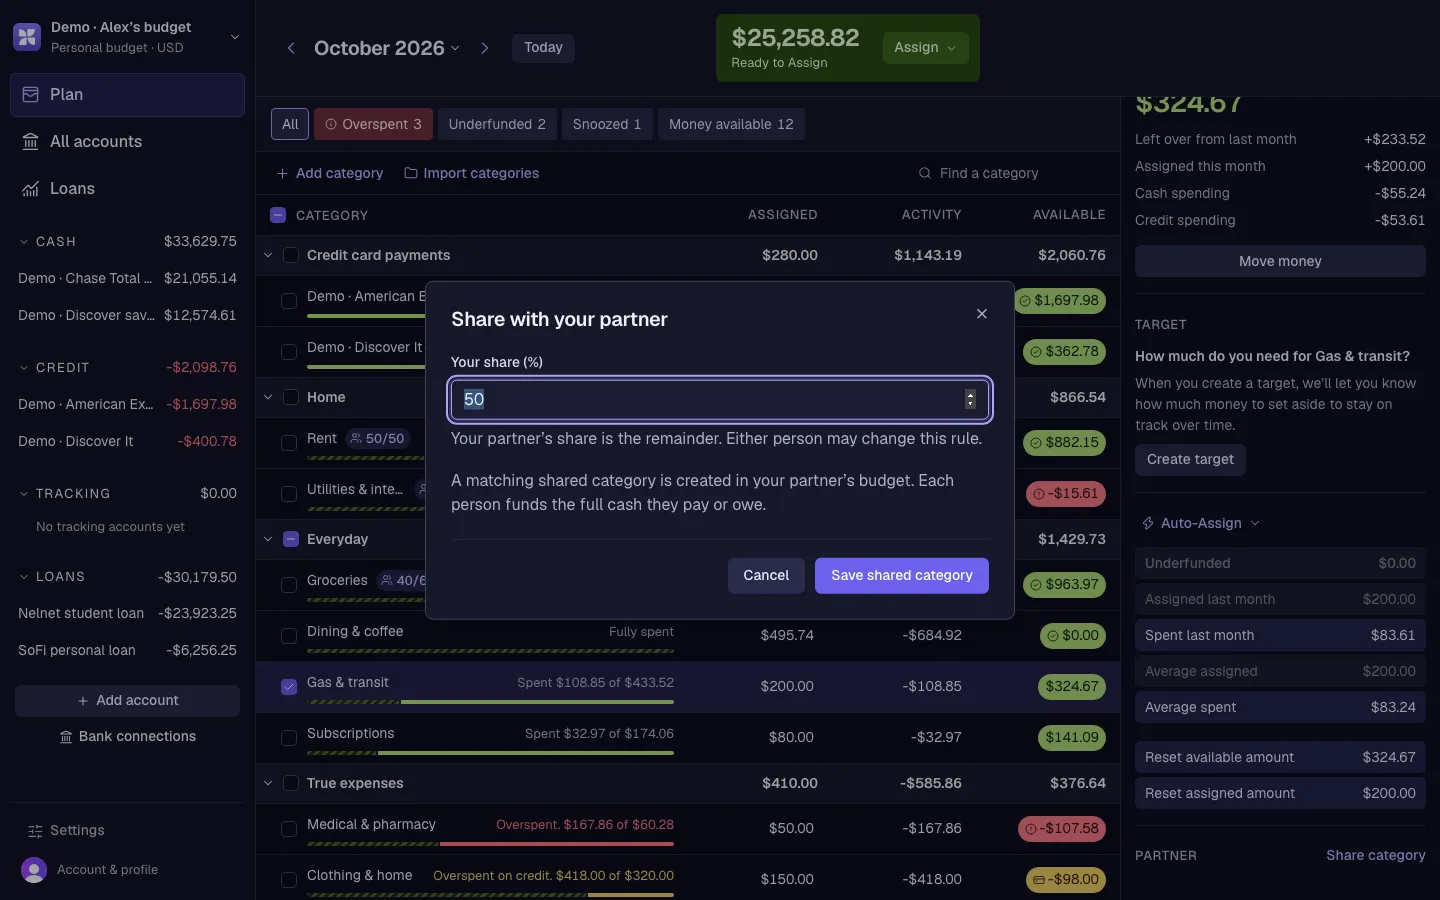 Demo · Alex's budget
Personal budget · USD
Plan
All accounts
Loans
CASH $33,629.75
Demo · Chase Total ... $21,055.14
Demo · Discover sav... $12,574.61
CREDIT -$2,098.76
Demo · American Ex... -$1,697.98
Demo · Discover It -$400.78
TRACKING $0.00
No tracking accounts yet
LOANS -$30,179.50
Nelnet student loan -$23,923.25
SoFi personal loan -$6,256.25
+ Add account
Bank connections
Settings
Account & profile
October 2026
Today
$25,258.82
Ready to Assign
Assign
All
Overspent 3
Underfunded 2
Snoozed 1
Money available 12
+ Add category
Import categories
Find a category
CATEGORY ASSIGNED ACTIVITY AVAILABLE
Credit card payments $280.00 $1,143.19 $2,060.76
Demo · American E $1,697.98
Demo · Discover It $362.78
Home $866.54
Rent 50/50 $882.15
Utilities & inte... -$15.61
Everyday $1,429.73
Groceries 40/6 $963.97
Dining & coffee Fully spent $495.74 -$684.92 $0.00
Gas & transit Spent $108.85 of $433.52 $200.00 -$108.85 $324.67
Subscriptions Spent $32.97 of $174.06 $80.00 -$32.97 $141.09
True expenses $410.00 -$585.86 $376.64
Medical & pharmacy Overspent. $167.86 of $60.28 $50.00 -$167.86 -$107.58
Clothing & home Overspent on credit. $418.00 of $320.00 $150.00 -$418.00 -$98.00
Share with your partner
Your share (%)
50
Your partner's share is the remainder. Either person may change this rule.
A matching shared category is created in your partner's budget. Each
person funds the full cash they pay or owe.
Cancel
Save shared category
$324.67
Left over from last month +$233.52
Assigned this month +$200.00
Cash spending -$55.24
Credit spending -$53.61
Move money
TARGET
How much do you need for Gas & transit?
When you create a target, we'll let you know
how much money to set aside to stay on
track over time.
Create target
Auto-Assign
Underfunded $0.00
Assigned last month $200.00
Spent last month $83.61
Average assigned $200.00
Average spent $83.24
Reset available amount $324.67
Reset assigned amount $200.00
PARTNER Share category